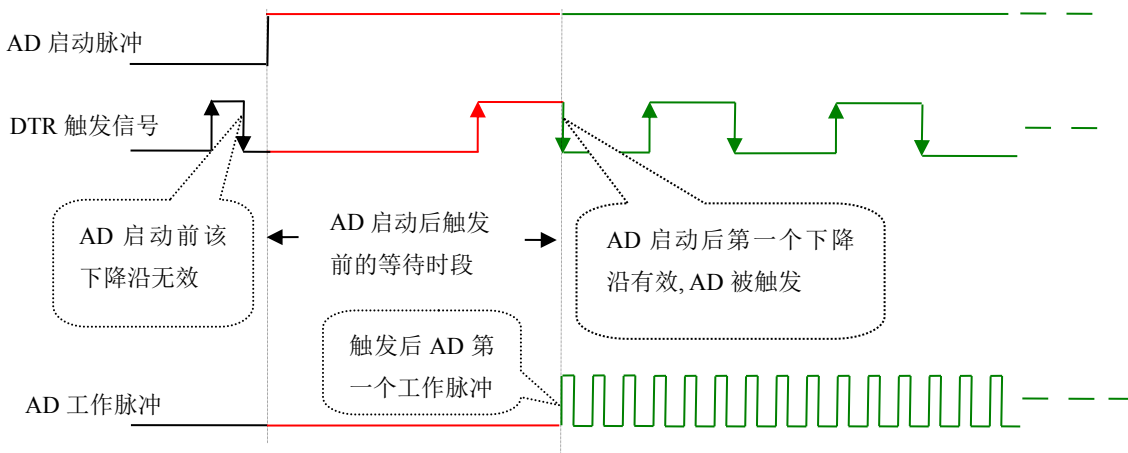 AD 启动脉冲
DTR 触发信号
AD 启动前该
下降沿无效
AD 启动后触发
前的等待时段
AD 启动后第一个下降
沿有效, AD 被触发
触发后 AD 第
一个工作脉冲
AD 工作脉冲